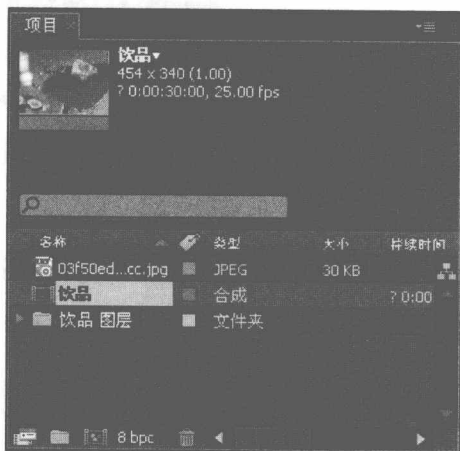 项目 ×
饮品▾
454 x 340 (1.00)
? 0:00:30:00, 25.00 fps
名称 类型 大小 持续时间
03f50ed...cc.jpg JPEG 30 KB
饮品 合成 ? 0:00
饮品 图层 文件夹
8 bpc